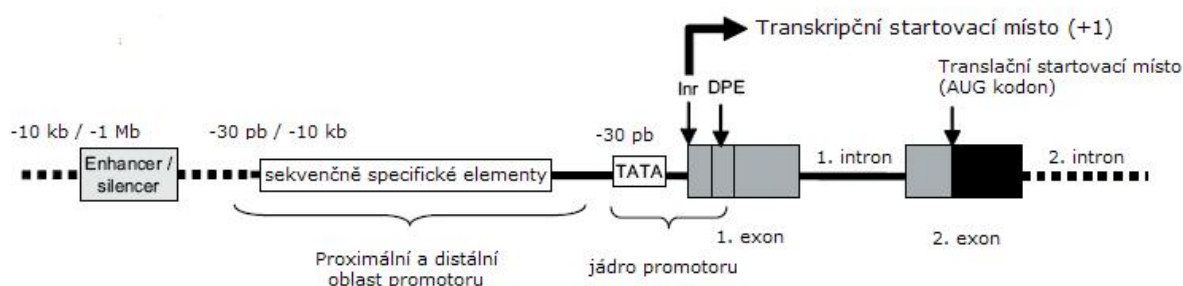 Transkripční startovací místo (+1)
Translační startovací místo
(AUG kodon)
Inr DPE
-10 kb / -1 Mb
-30 pb / -10 kb
-30 pb
Enhancer /
silencer
sekvenčně specifické elementy
TATA
1. intron
2. intron
1. exon
2. exon
Proximální a distální
oblast promotoru
jádro promotoru